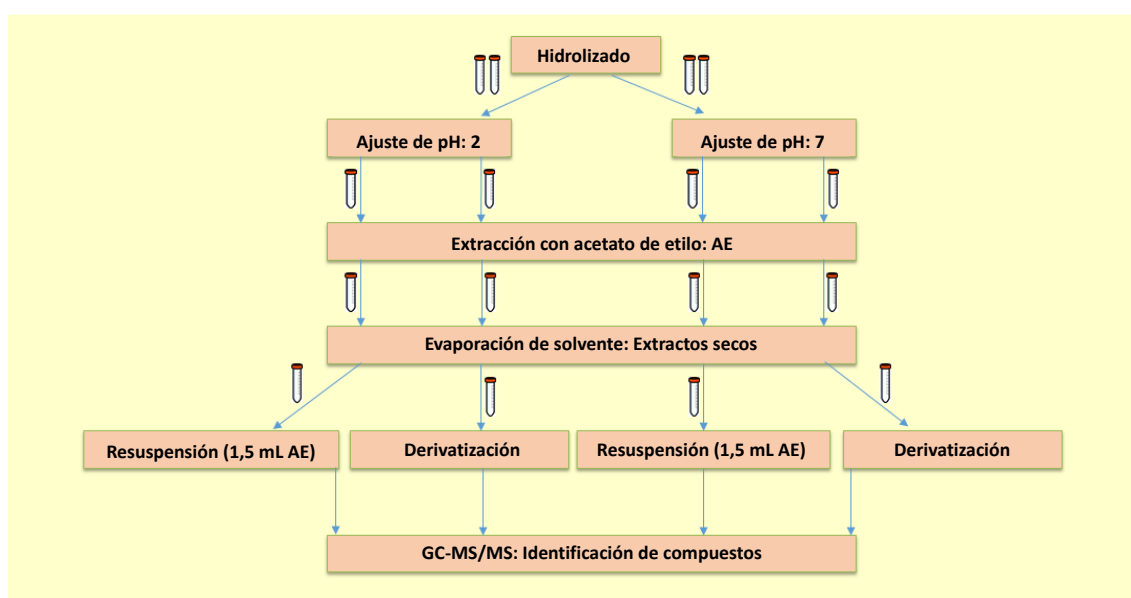 Hidrolizado
Ajuste de pH: 2
Ajuste de pH: 7
Extracción con acetato de etilo: AE
Evaporación de solvente: Extractos secos
Resuspensión (1,5 mL AE)
Derivatización
Resuspensión (1,5 mL AE)
Derivatización
GC-MS/MS: Identificación de compuestos